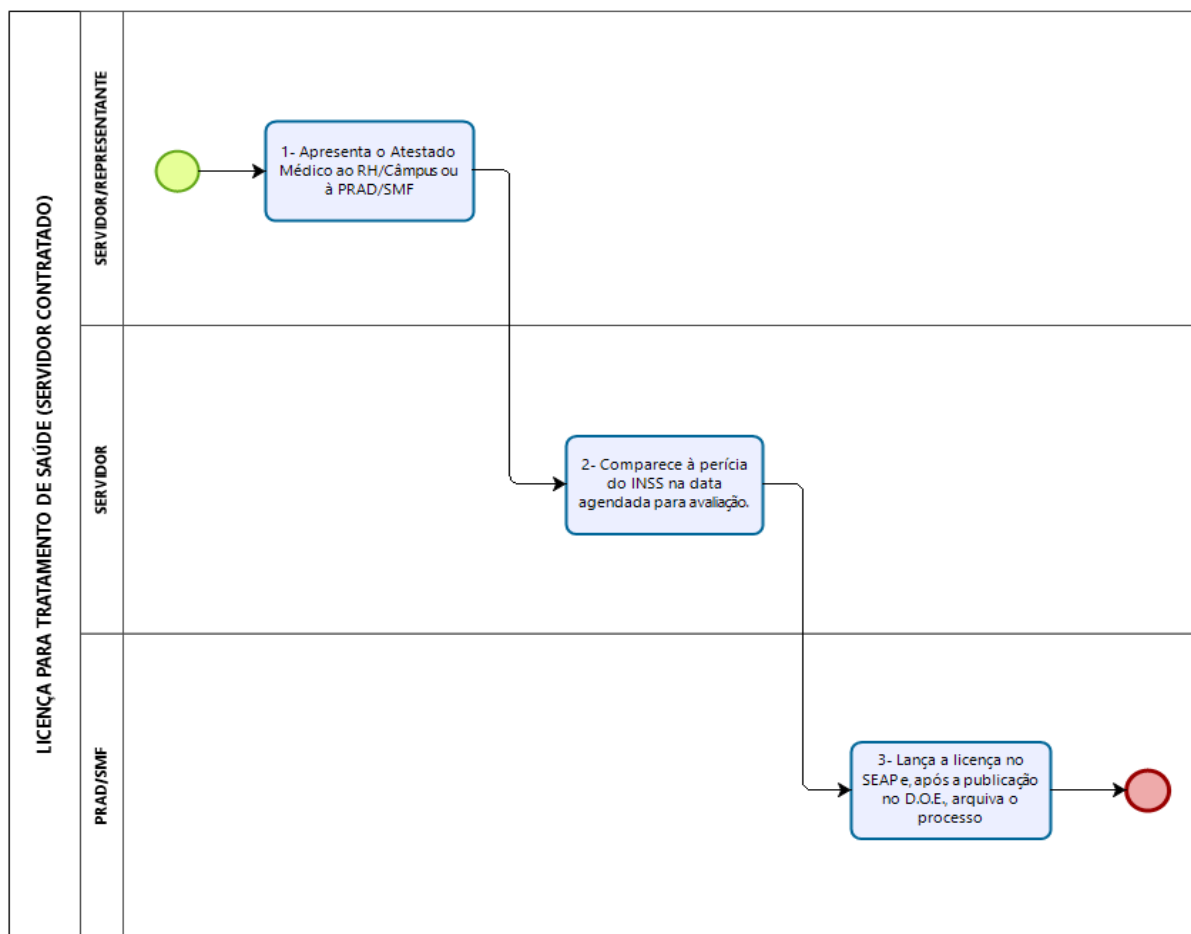 LICENÇA PARA TRATAMENTO DE SAÚDE (SERVIDOR CONTRATADO)
SERVIDOR/REPRESENTANTE
1- Apresenta o Atestado
Médico ao RH/Câmpus ou
à PRAD/SMF
SERVIDOR
2- Comparece à perícia
do INSS na data
agendada para avaliação.
PRAD/SMF
3- Lança a licença no
SEAP e, após a publicação
no D.O.E., arquiva o
processo